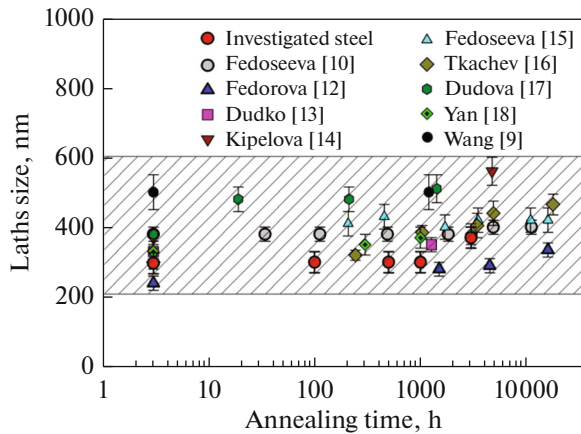 1000
800
600
400
200
0
Laths size, nm
Investigated steel
Fedoseeva [10]
Fedorova [12]
Dudko [13]
Kipelova [14]
Fedoseeva [15]
Tkachev [16]
Dudova [17]
Yan [18]
Wang [9]
1 10 100 1000 10000
Annealing time, h